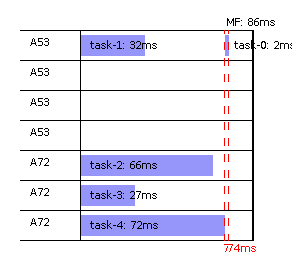 MF: 86ms
A53 task-1: 32ms task-0: 2ms
A53
A53
A53
A72 task-2: 66ms
A72 task-3: 27ms
A72 task-4: 72ms
774ms